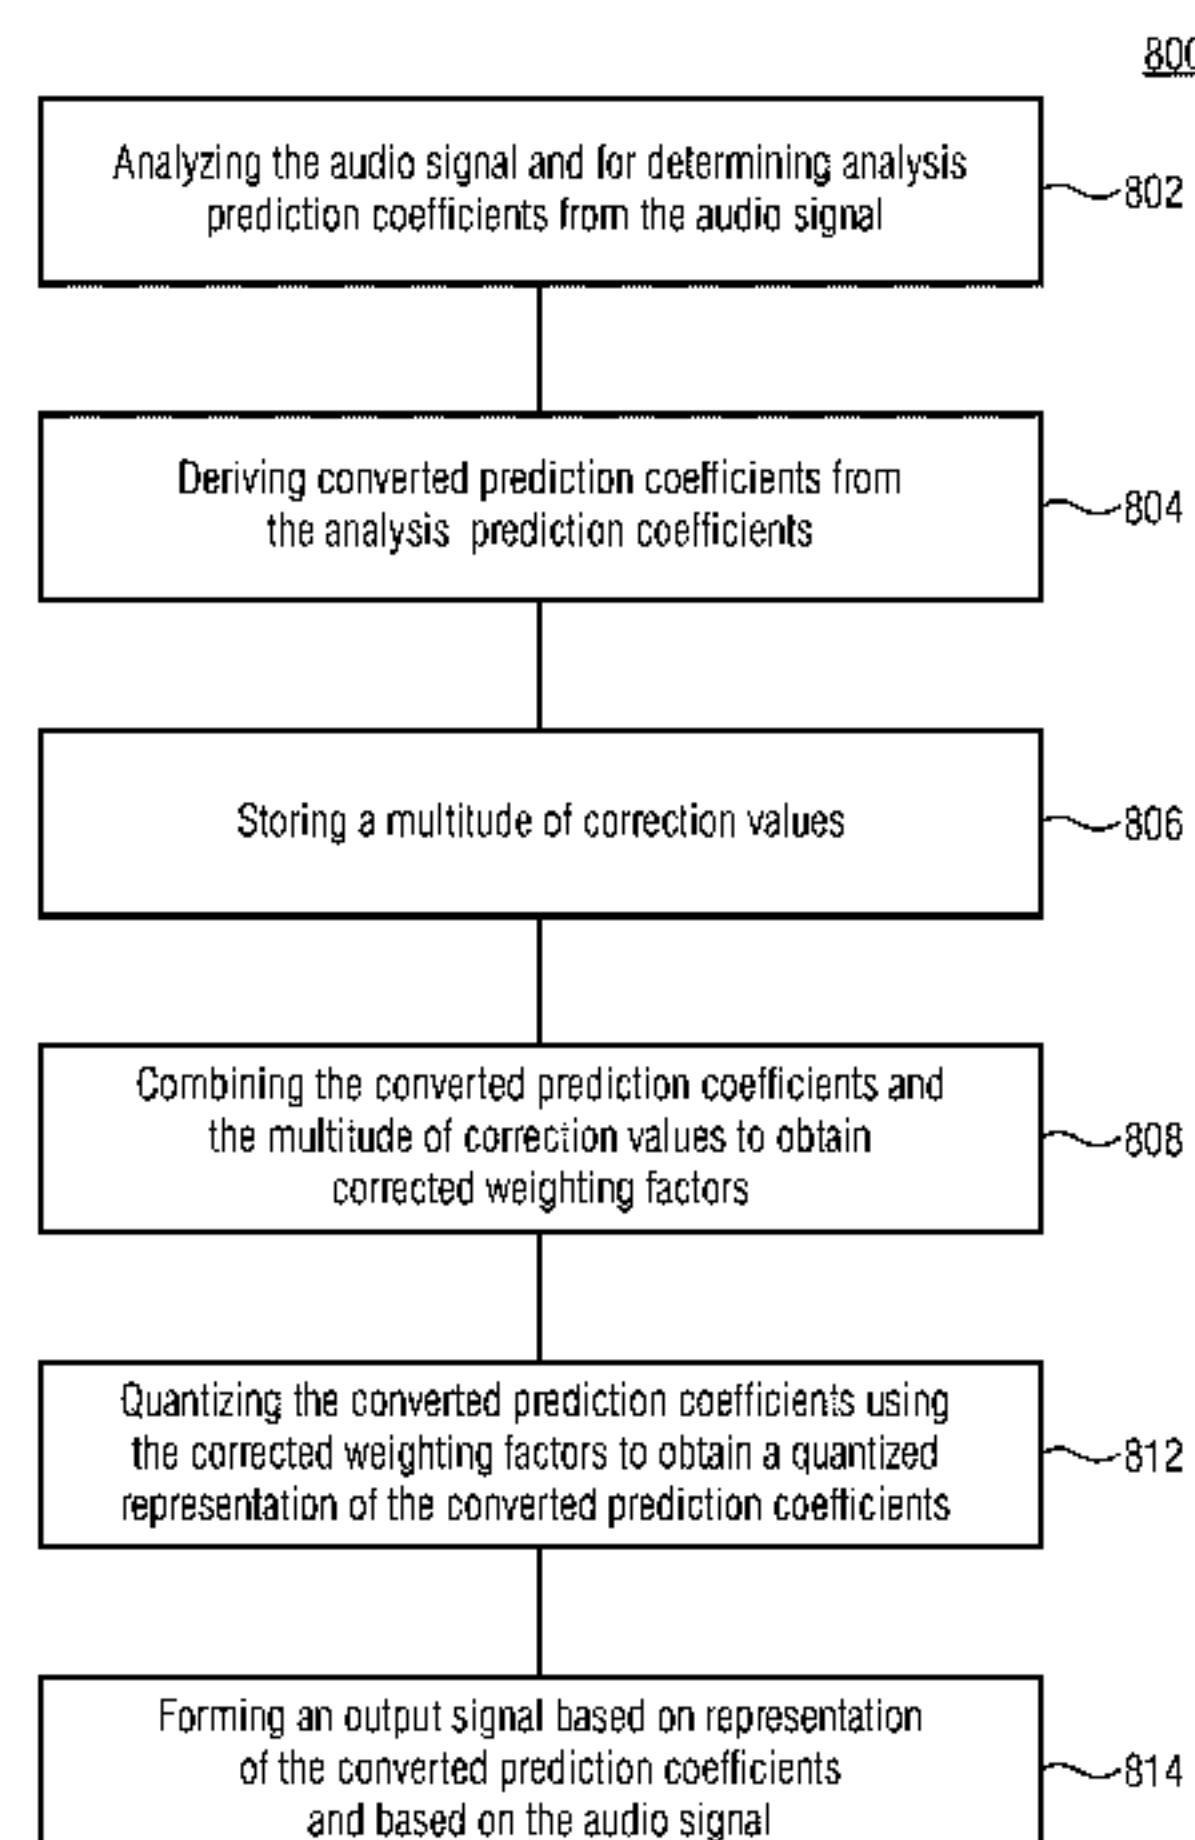 800
Analyzing the audio signal and for determining analysis
prediction coefficients from the audio signal
802
Deriving converted prediction coefficients from
the analysis prediction coefficients
804
Storing a multitude of correction values
806
Combining the converted prediction coefficients and
the multitude of correction values to obtain
corrected weighting factors
808
Quantizing the converted prediction coefficients using
the corrected weighting factors to obtain a quantized
representation of the converted prediction coefficients
812
Forming an output signal based on representation
of the converted prediction coefficients
and based on the audio signal
814